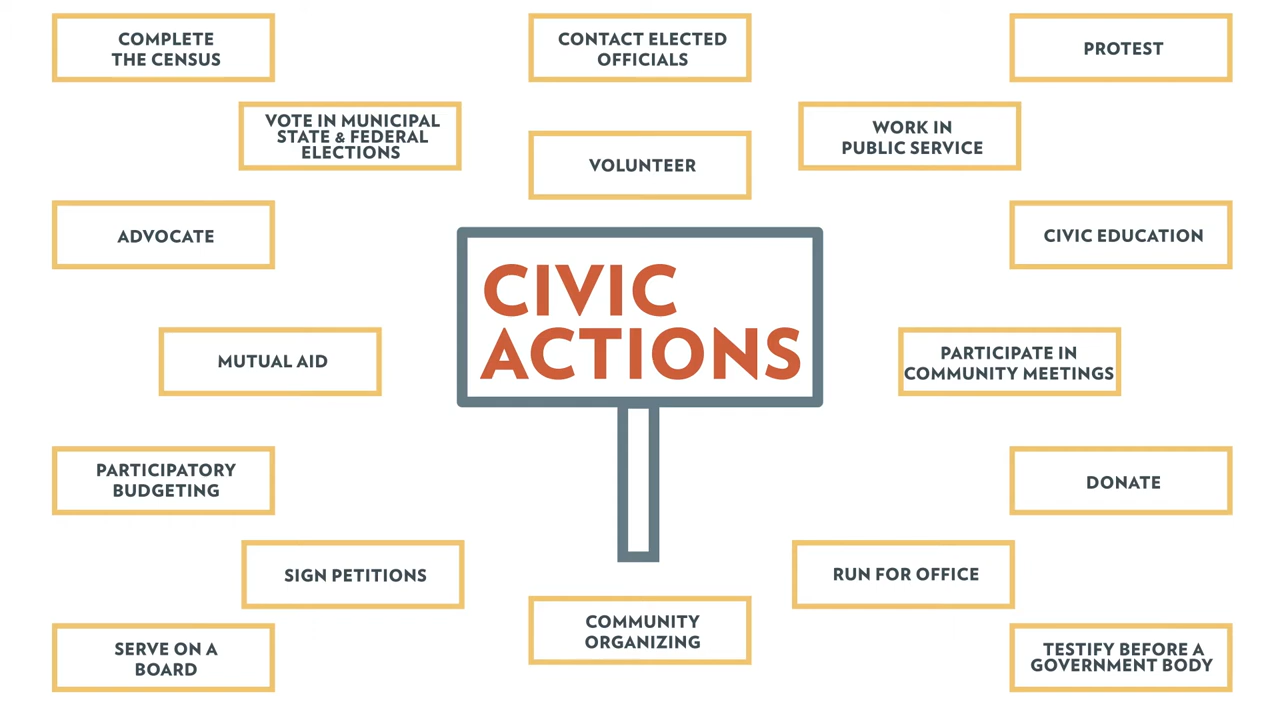 COMPLETE
THE CENSUS
CONTACT ELECTED
OFFICIALS
PROTEST
VOTE IN MUNICIPAL
STATE & FEDERAL
ELECTIONS
VOLUNTEER
WORK IN
PUBLIC SERVICE
ADVOCATE
CIVIC EDUCATION
CIVIC
ACTIONS
MUTUAL AID
PARTICIPATE IN
COMMUNITY MEETINGS
PARTICIPATORY
BUDGETING
DONATE
SIGN PETITIONS
RUN FOR OFFICE
COMMUNITY
ORGANIZING
SERVE ON A
BOARD
TESTIFY BEFORE A
GOVERNMENT BODY